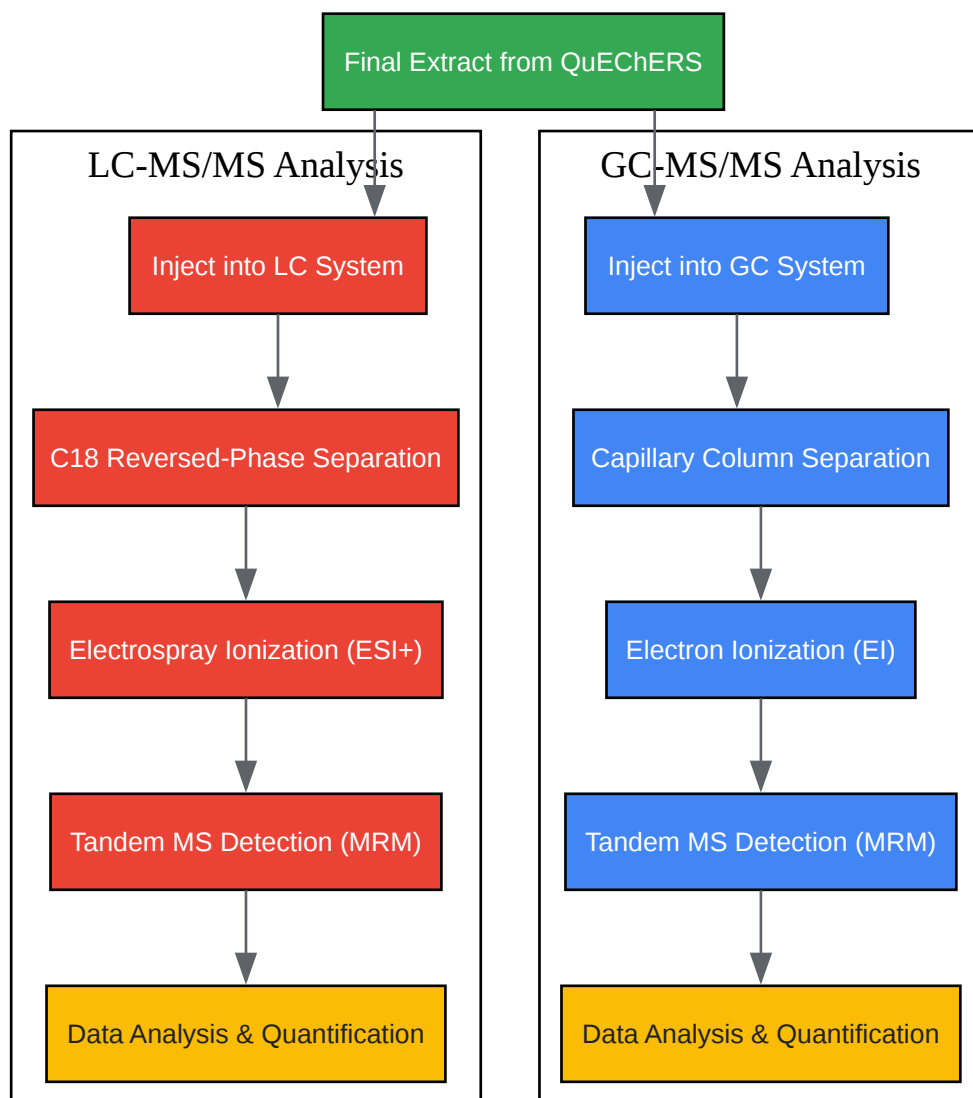 Final Extract from QuEChERS
LC-MS/MS Analysis
Inject into LC System
C18 Reversed-Phase Separation
Electrospray Ionization (ESI+)
Tandem MS Detection (MRM)
Data Analysis & Quantification
GC-MS/MS Analysis
Inject into GC System
Capillary Column Separation
Electron Ionization (EI)
Tandem MS Detection (MRM)
Data Analysis & Quantification